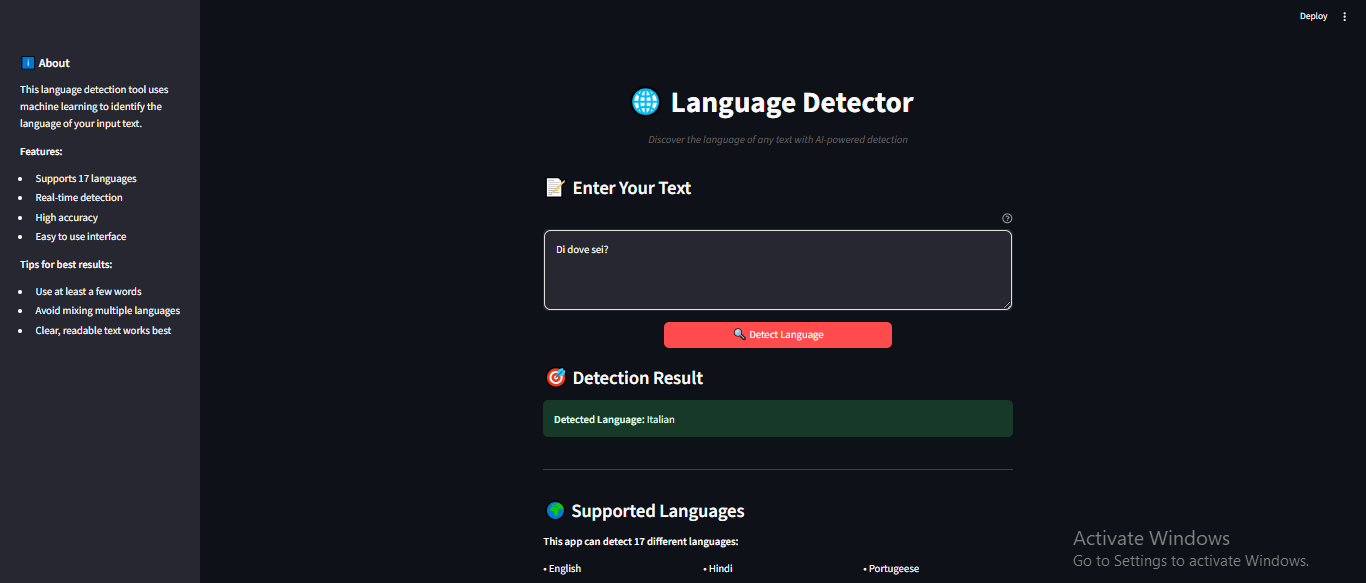 Deploy
ℹ️ About
This language detection tool uses
machine learning to identify the
language of your input text.
Features:
• Supports 17 languages
• Real-time detection
• High accuracy
• Easy to use interface
Tips for best results:
• Use at least a few words
• Avoid mixing multiple languages
• Clear, readable text works best
🌐 Language Detector
Discover the language of any text with AI-powered detection
📝 Enter Your Text
Di dove sei?
🔍 Detect Language
🎯 Detection Result
Detected Language: Italian
🌍 Supported Languages
This app can detect 17 different languages:
• English • Hindi • Portugeese
Activate Windows
Go to Settings to activate Windows.